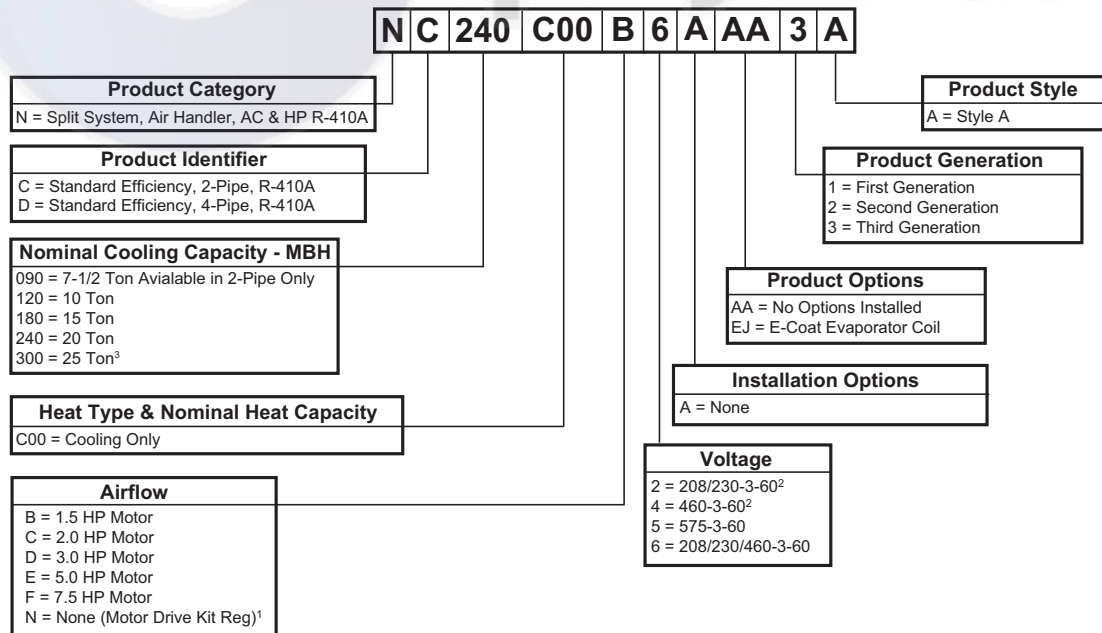 N C 240 C00 B 6 A AA 3 A
Product Category
N = Split System, Air Handler, AC & HP R-410A
Product Identifier
C = Standard Efficiency, 2-Pipe, R-410A
D = Standard Efficiency, 4-Pipe, R-410A
Nominal Cooling Capacity - MBH
090 = 7-1/2 Ton Avialable in 2-Pipe Only
120 = 10 Ton
180 = 15 Ton
240 = 20 Ton
300 = 25 Ton³
Heat Type & Nominal Heat Capacity
C00 = Cooling Only
Airflow
B = 1.5 HP Motor
C = 2.0 HP Motor
D = 3.0 HP Motor
E = 5.0 HP Motor
F = 7.5 HP Motor
N = None (Motor Drive Kit Reg)¹
Product Style
A = Style A
Product Generation
1 = First Generation
2 = Second Generation
3 = Third Generation
Product Options
AA = No Options Installed
EJ = E-Coat Evaporator Coil
Installation Options
A = None
Voltage
2 = 208/230-3-60²
4 = 460-3-60²
5 = 575-3-60
6 = 208/230/460-3-60